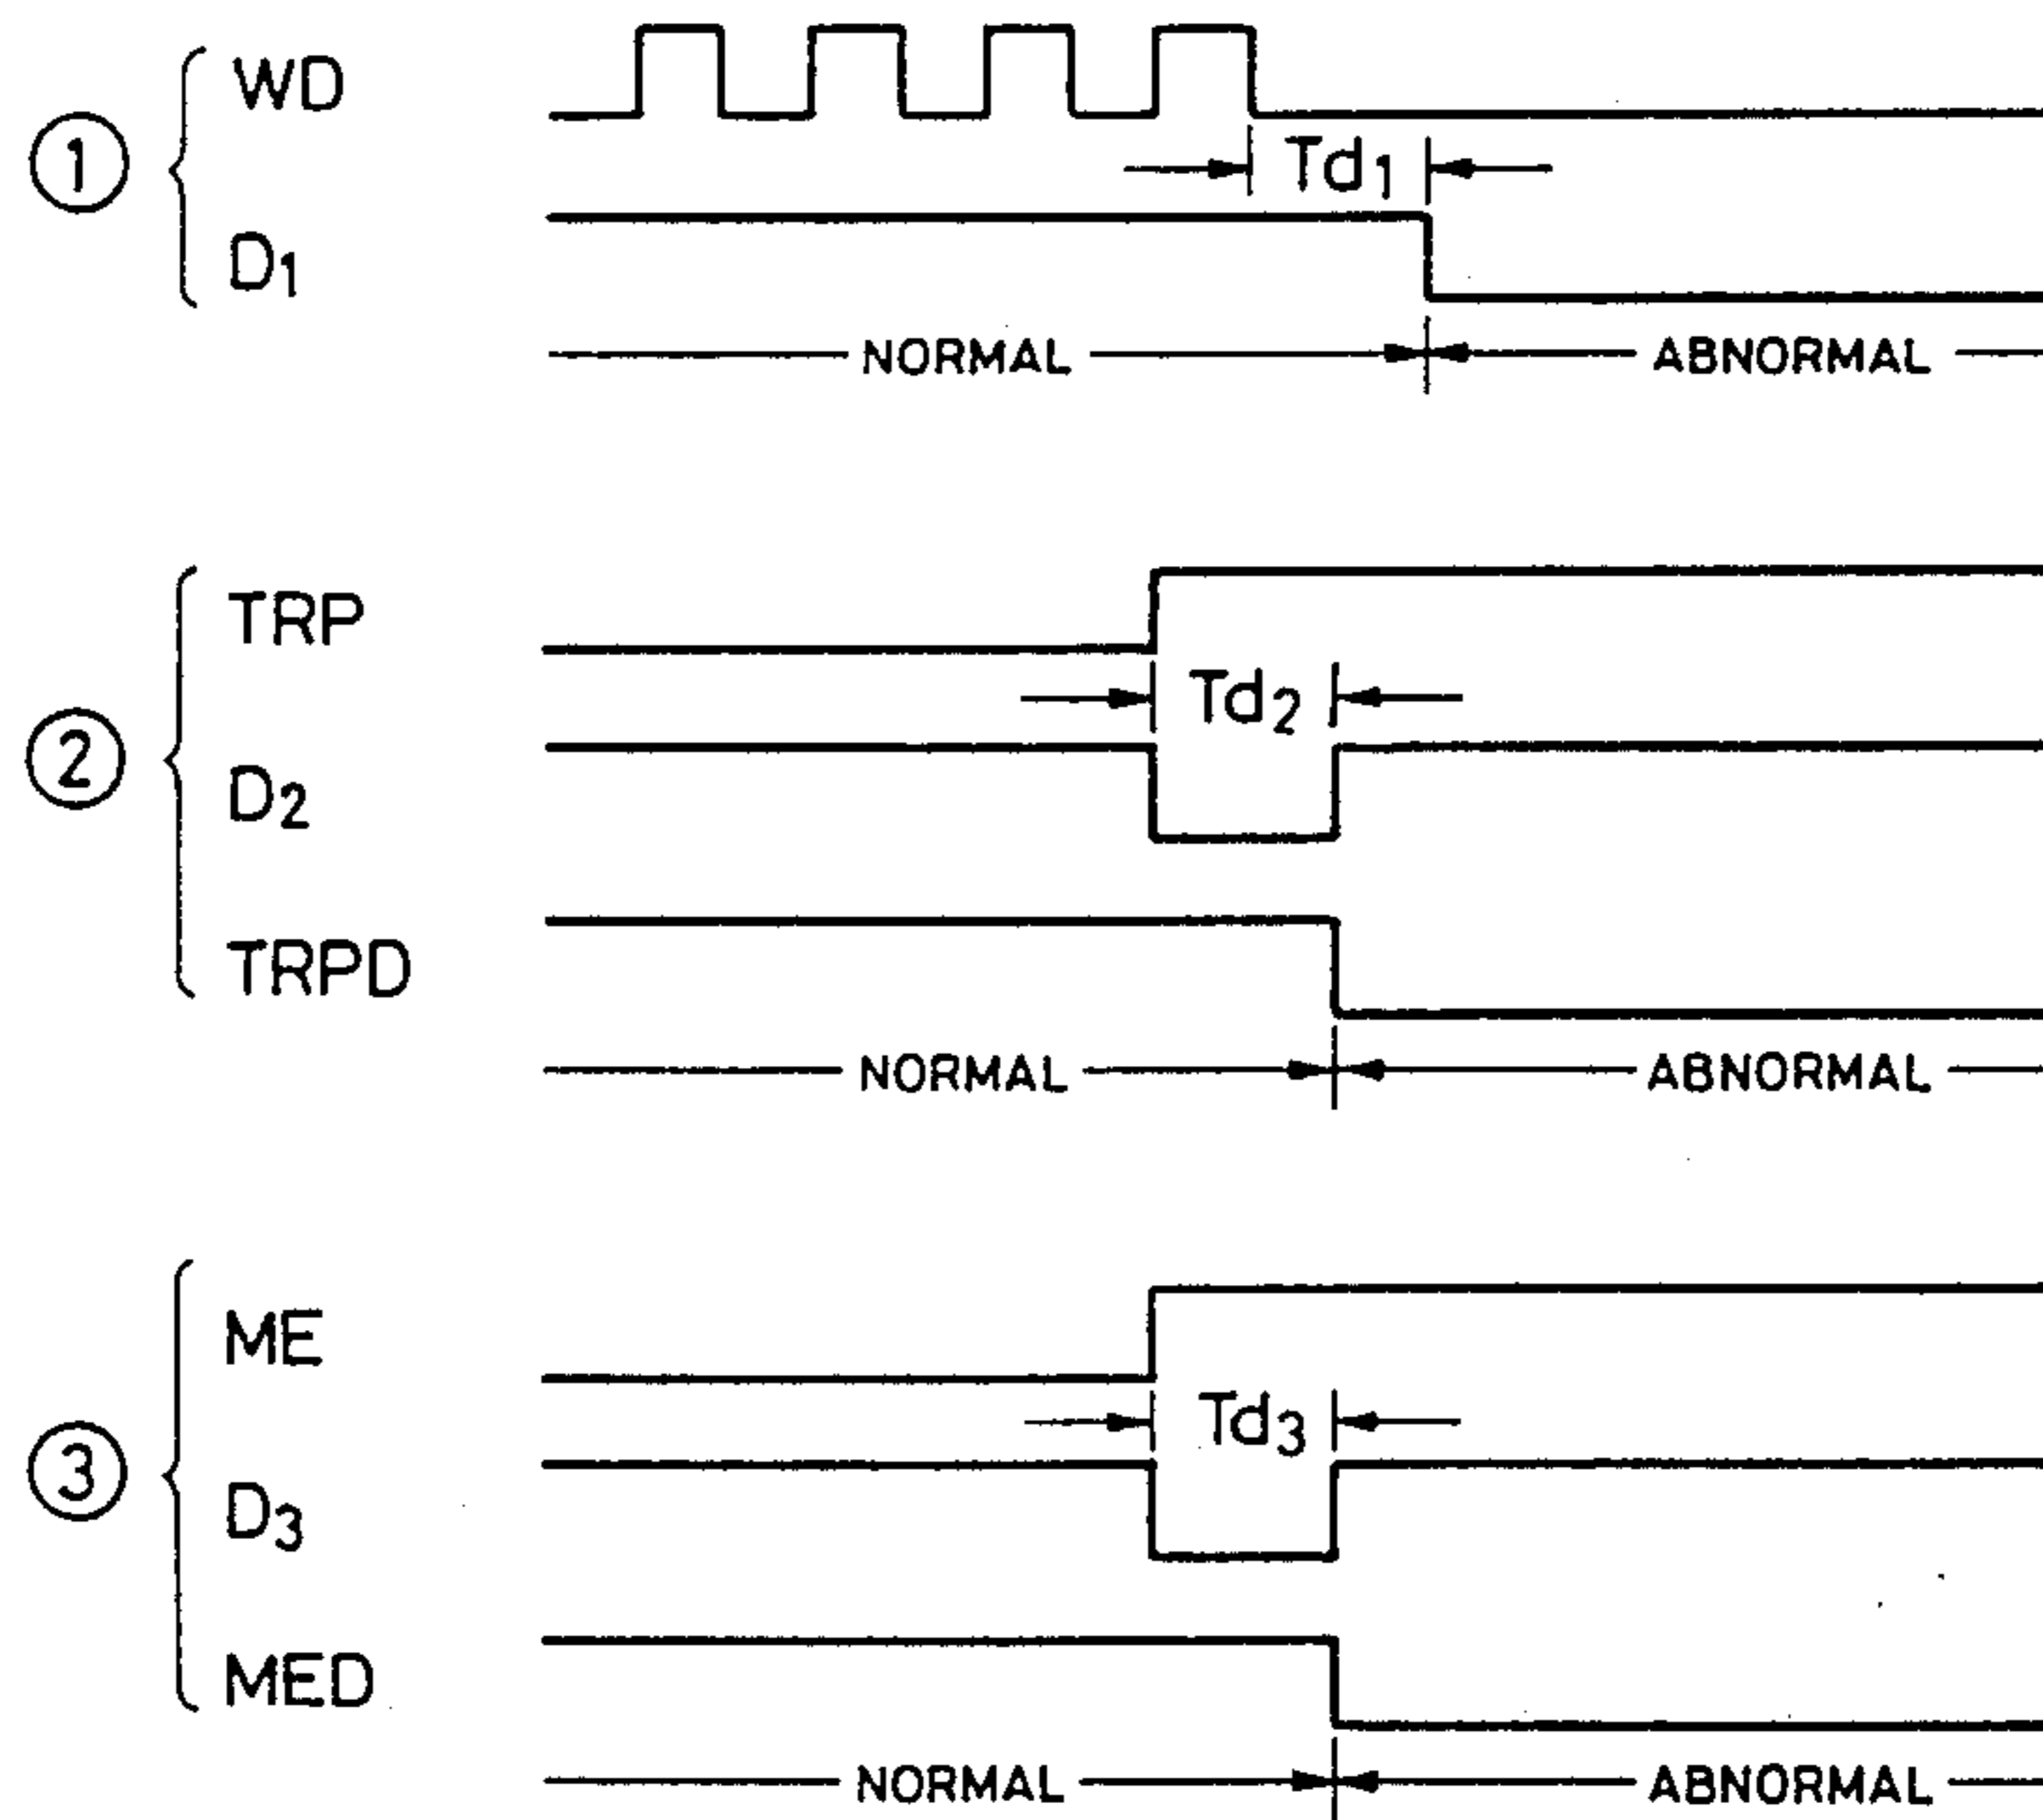 ① WD
Td1
D1
NORMAL ABNORMAL
② TRP
Td2
D2
TRPD
NORMAL ABNORMAL
③ ME
Td3
D3
MED
NORMAL ABNORMAL